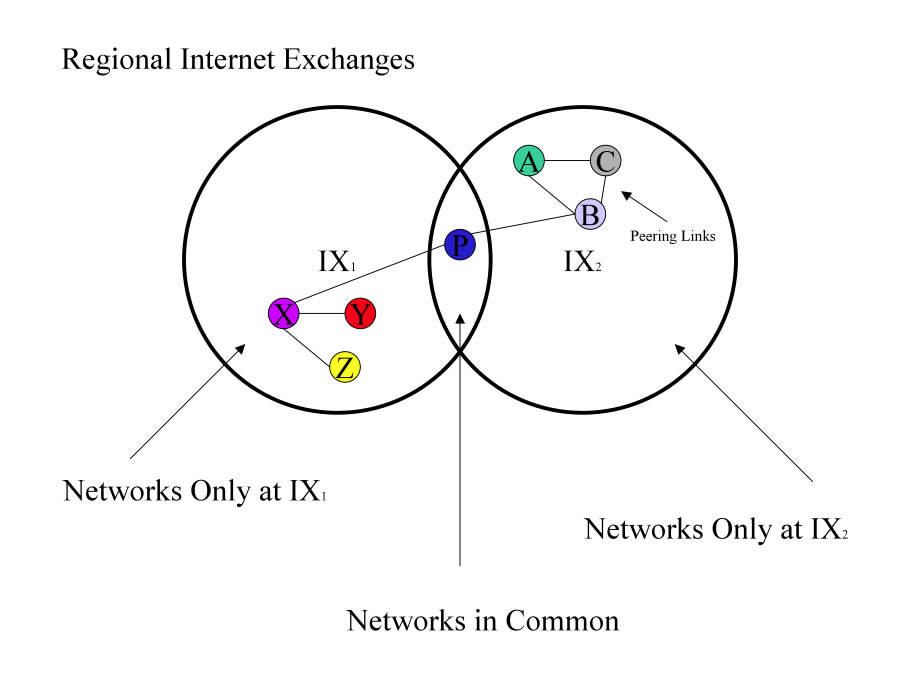 Regional Internet Exchanges
A
C
B
Peering Links
P
IX1
IX2
X
Y
Z
Networks Only at IX1
Networks Only at IX2
Networks in Common